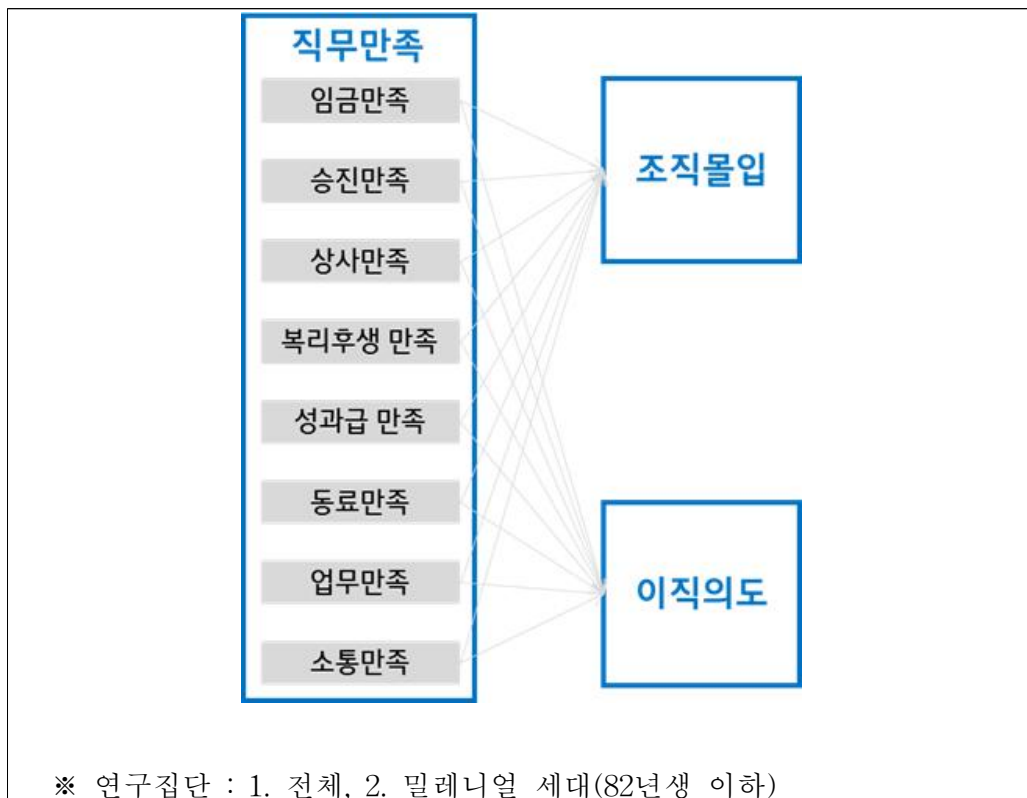 직무만족
임금만족
승진만족
상사만족
복리후생 만족
성과급 만족
동료만족
업무만족
소통만족
조직몰입
이직의도
※ 연구집단 : 1. 전체, 2. 밀레니얼 세대(82년생 이하)